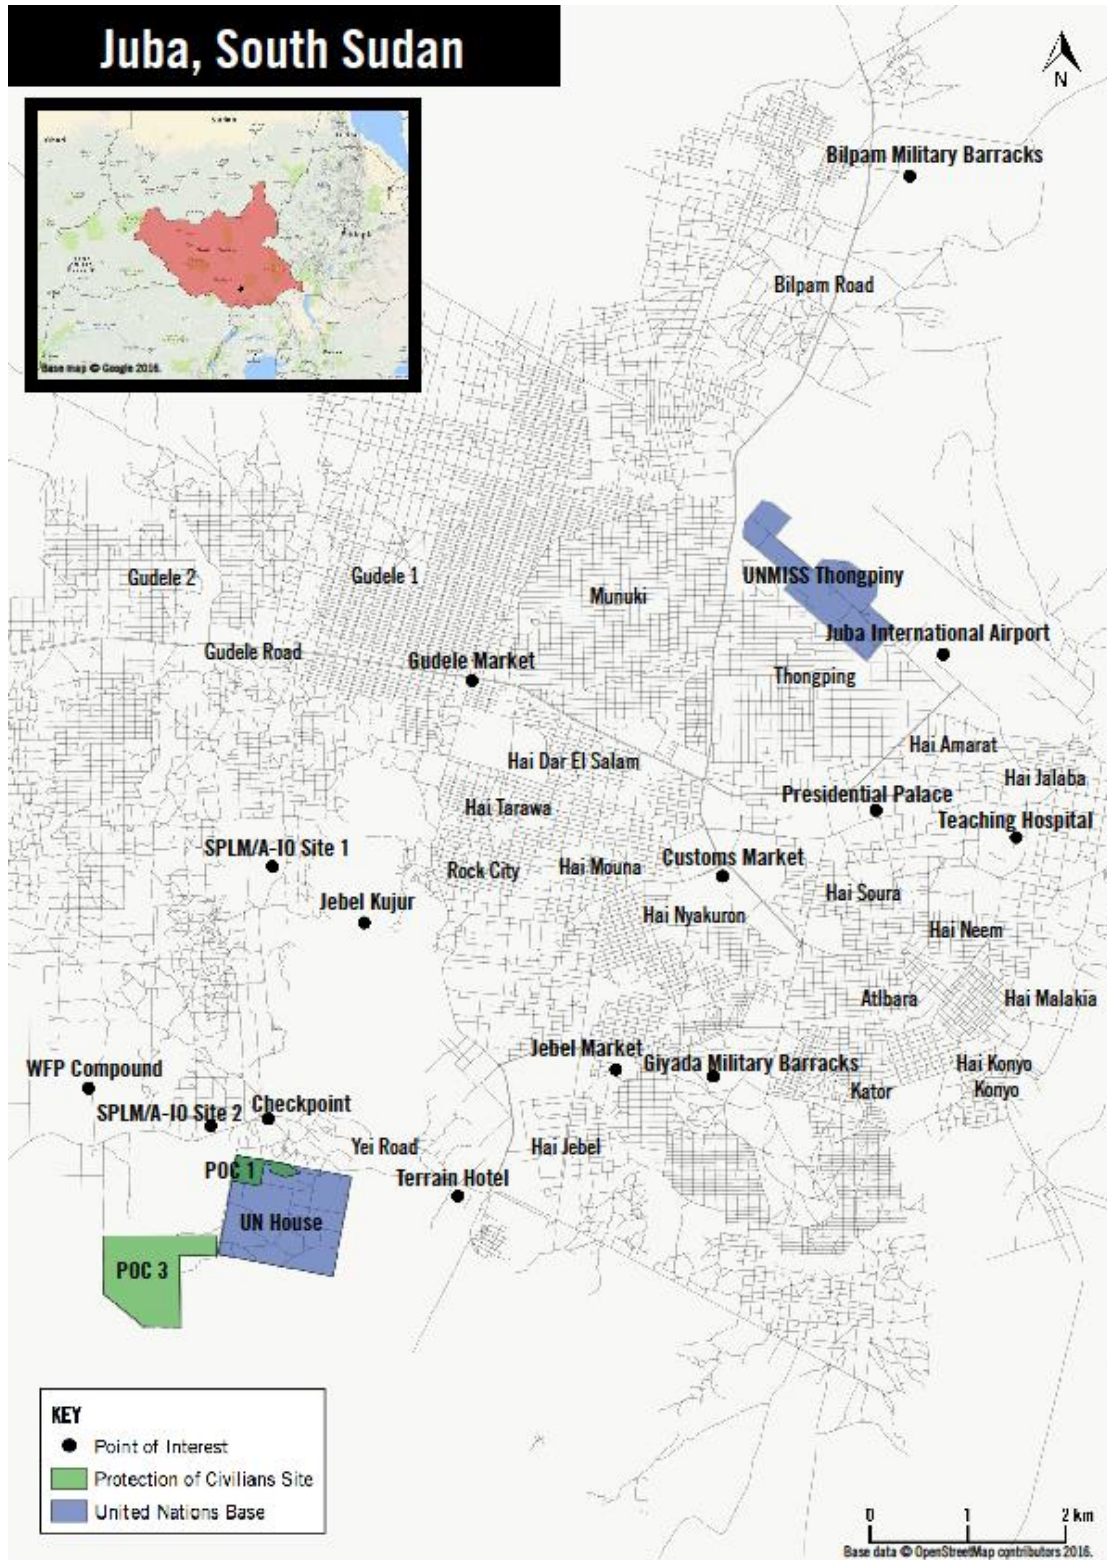 Juba, South Sudan
N
Sudan
Base map © Google 2016.
Bilpam Military Barracks
Bilpam Road
Gudele 2
Gudele 1
Munuki
UNMISS Thongpiny
Gudele Road
Gudele Market
Juba International Airport
Thongping
Hai Dar El Salam
Hai Amarat
Hai Jalaba
Hai Tarawa
Presidential Palace
Teaching Hospital
SPLM/A-IO Site 1
Rock City
Hai Mouna
Customs Market
Jebel Kujur
Hai Soura
Hai Nyakuron
Hai Neem
Atlbara
Hai Malakia
WFP Compound
Jebel Market
Giyada Military Barracks
Hai Konyo
Konyo
Kator
SPLM/A-IO Site 2
Checkpoint
Yei Road
Hai Jebel
POC 1
Terrain Hotel
UN House
POC 3
KEY
Point of Interest
Protection of Civilians Site
United Nations Base
0 1 2 km
Base data © OpenStreetMap contributors 2016.